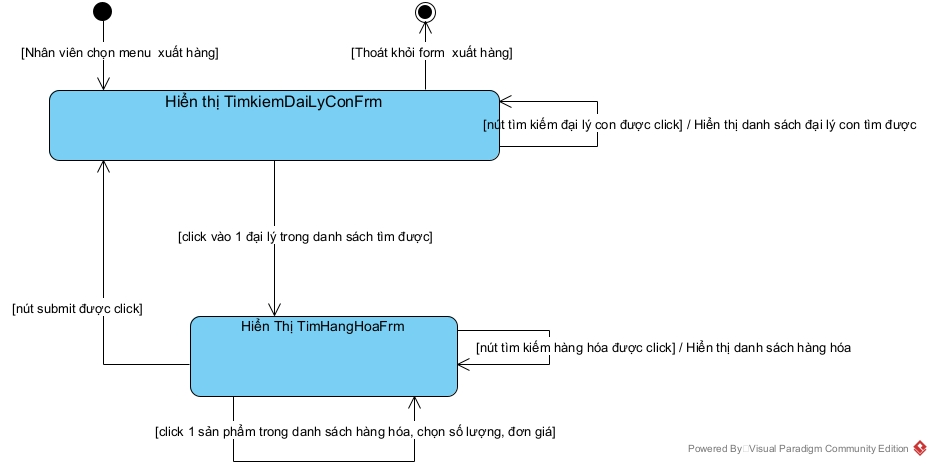 [Nhân viên chọn menu  xuất hàng]
[Thoát khỏi form  xuất hàng]
Hiển thị TimkiemDaiLyConFrm
[nút tìm kiếm đại lý con được click] / Hiển thị danh sách đại lý con tìm được
[click vào 1 đại lý trong danh sách tìm được]
[nút submit được click]
Hiển Thị TimHangHoaFrm
[nút tìm kiếm hàng hóa được click] / Hiển thị danh sách hàng hóa
[click 1 sản phẩm trong danh sách hàng hóa, chọn số lượng, đơn giá]
Powered By Visual Paradigm Community Edition